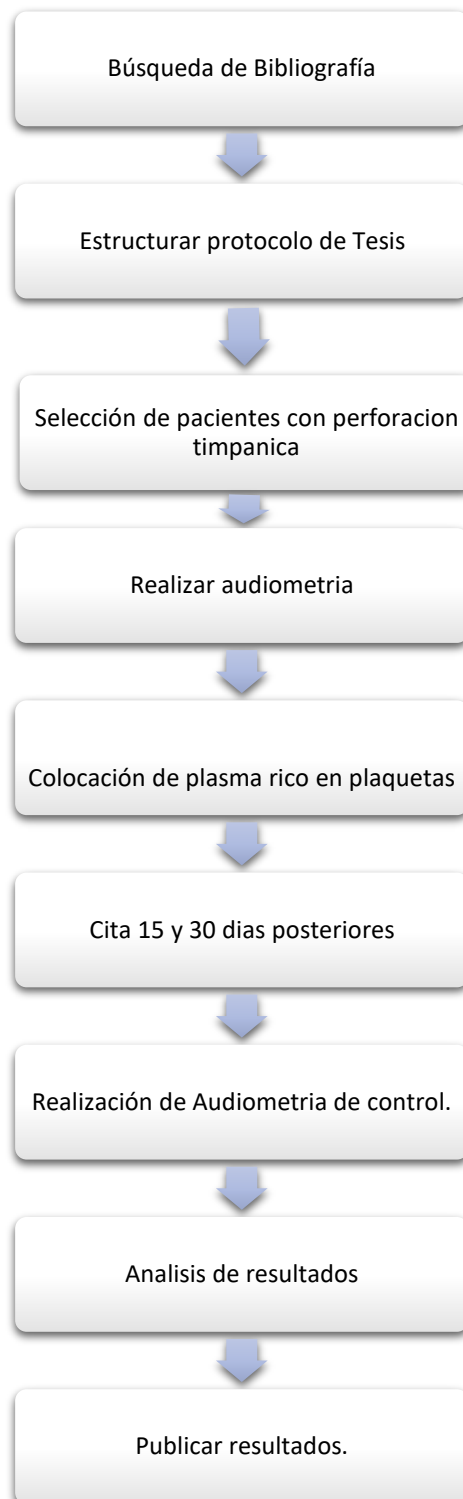 Búsqueda de Bibliografía
Estructurar protocolo de Tesis
Selección de pacientes con perforacion
timpanica
Realizar audiometria
Colocación de plasma rico en plaquetas
Cita 15 y 30 dias posteriores
Realización de Audiometria de control.
Analisis de resultados
Publicar resultados.